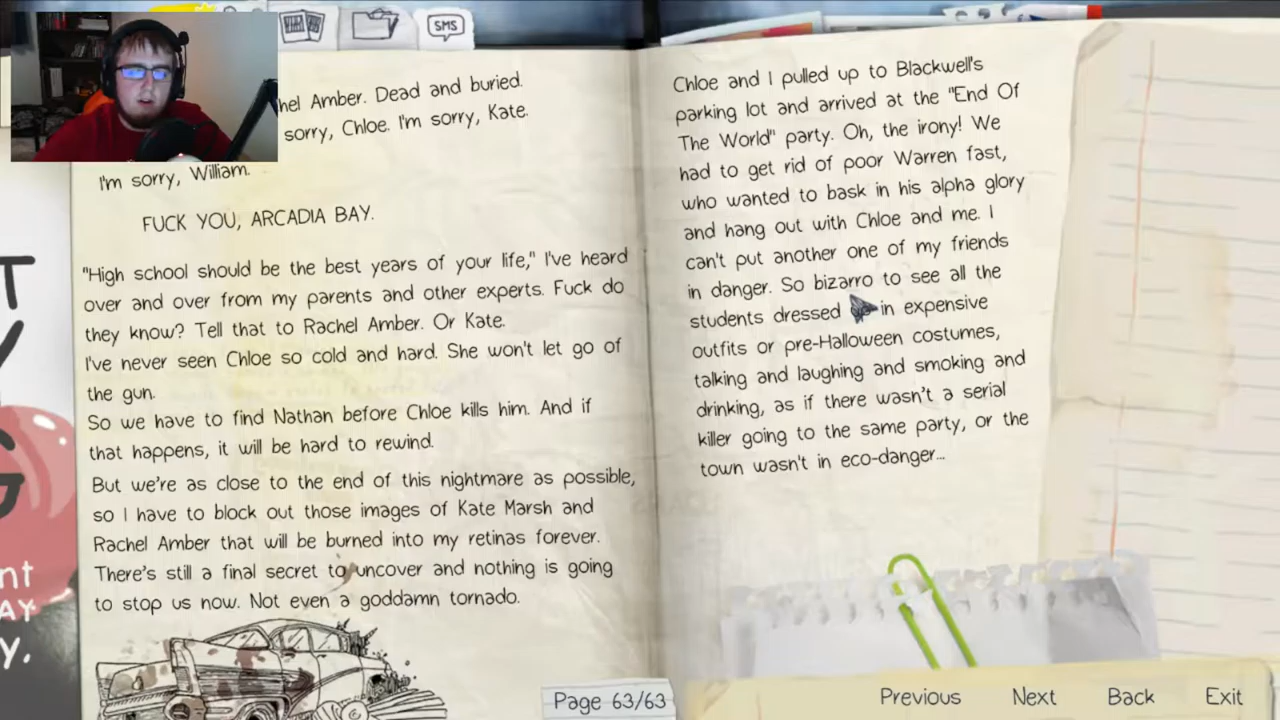 SMS
hel Amber. Dead and buried.
sorry, Chloe. I'm sorry, Kate.
I'm sorry, William.
FUCK YOU, ARCADIA BAY.
"High school should be the best years of your life," I've heard
over and over from my parents and other experts. Fuck do
they know? Tell that to Rachel Amber. Or Kate.
I've never seen Chloe so cold and hard. She won't let go of
the gun.
So we have to find Nathan before Chloe kills him. And if
that happens, it will be hard to rewind.
But we're as close to the end of this nightmare as possible,
so I have to block out those images of Kate Marsh and
Rachel Amber that will be burned into my retinas forever.
There's still a final secret to uncover and nothing is going
to stop us now. Not even a goddamn tornado.
Chloe and I pulled up to Blackwell's
parking lot and arrived at the "End Of
The World" party. Oh, the irony! We
had to get rid of poor Warren fast,
who wanted to bask in his alpha glory
and hang out with Chloe and me. I
can't put another one of my friends
in danger. So bizarro to see all the
students dressed in expensive
outfits or pre-Halloween costumes,
talking and laughing and smoking and
drinking, as if there wasn't a serial
killer going to the same party, or the
town wasn't in eco-danger...
Page 63/63
Previous Next Back Exit